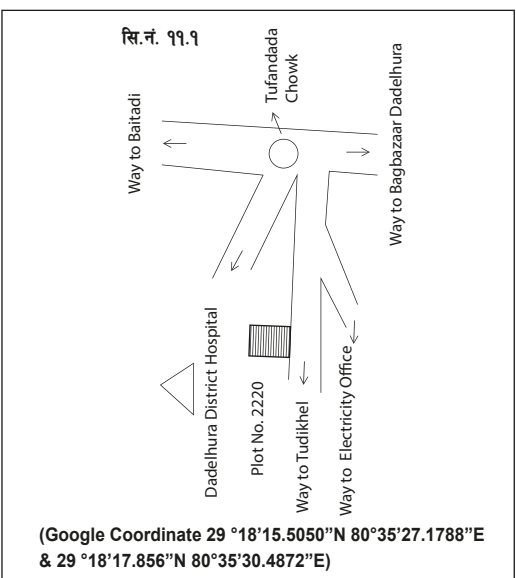 सि.नं. ११.१
Tufandada
Chowk
Way to Baitadi
Way to Bagbazaar Dadelhura
Dadelhura District Hospital
Plot No. 2220
Way to Tudikhel
Way to Electricity Office
(Google Coordinate 29 °18'15.5050”N 80°35'27.1788”E
& 29 °18'17.856”N 80°35'30.4872”E)